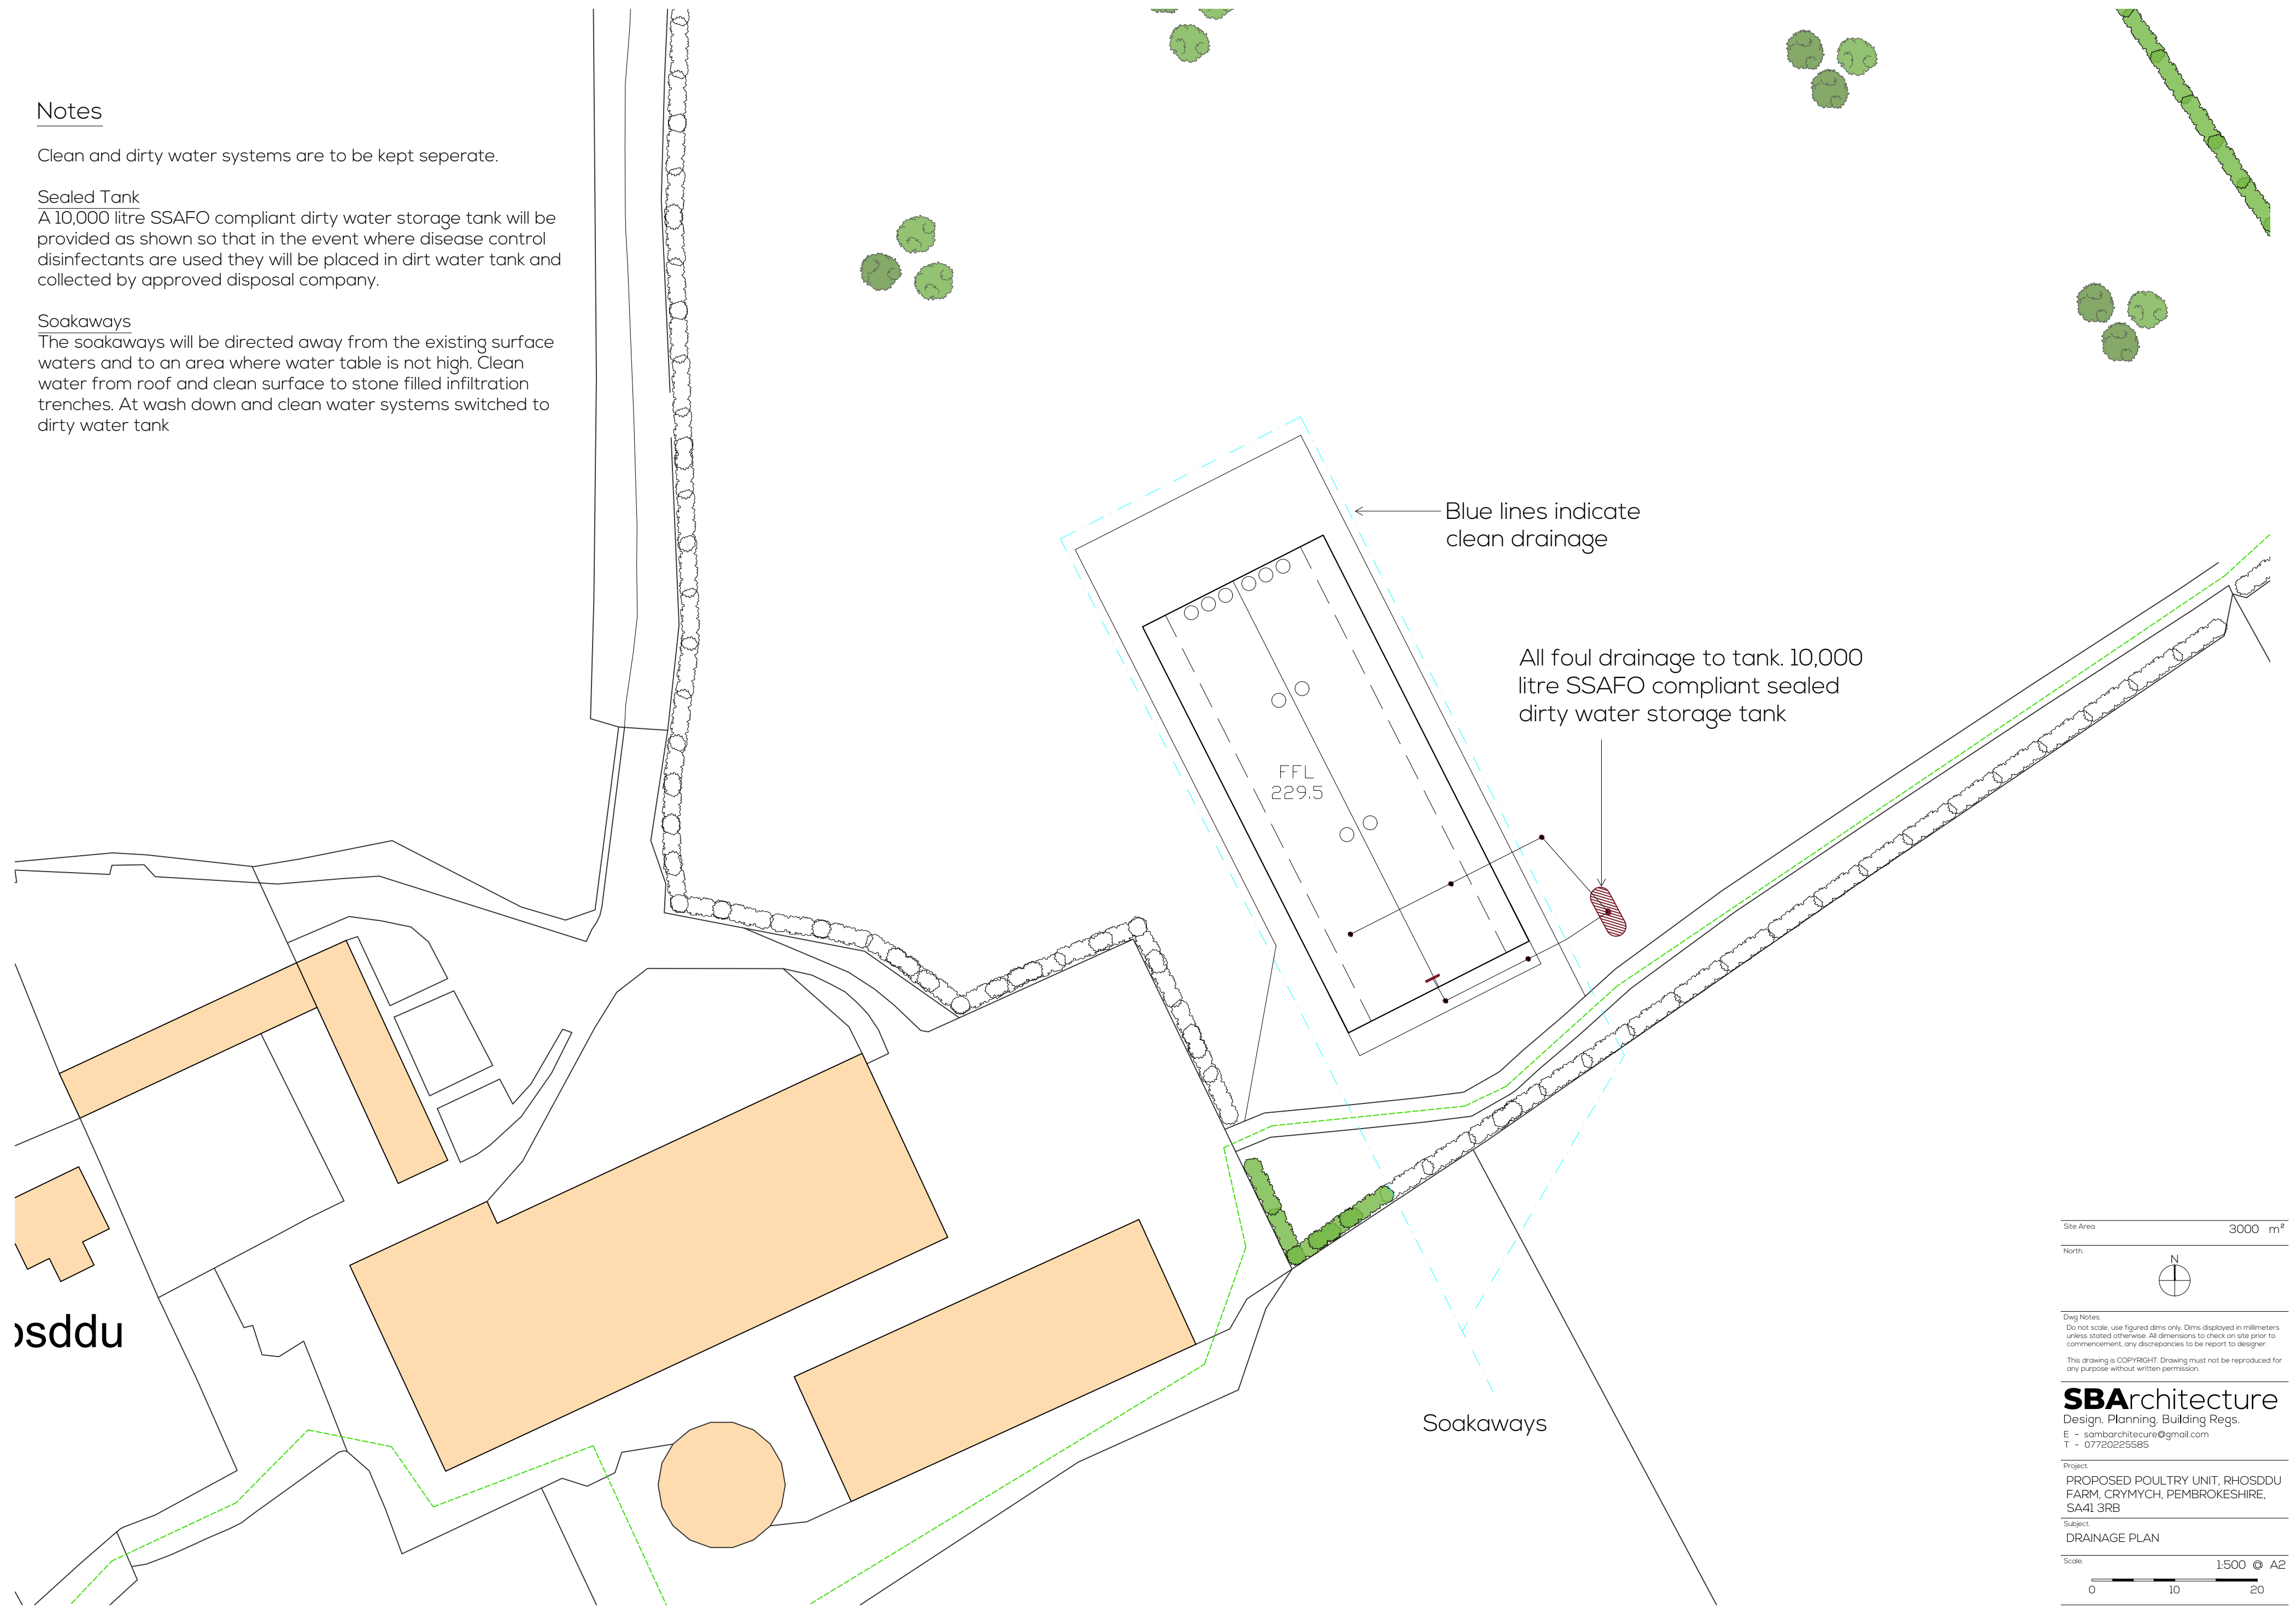 Notes
Clean and dirty water systems are to be kept seperate.
Sealed Tank
A 10,000 litre SSAFO compliant dirty water storage tank will be
provided as shown so that in the event where disease control
disinfectants are used they will be placed in dirt water tank and
collected by approved disposal company.
Soakaways
The soakaways will be directed away from the existing surface
waters and to an area where water table is not high. Clean
water from roof and clean surface to stone filled infiltration
trenches. At wash down and clean water systems switched to
dirty water tank
Blue lines indicate
clean drainage
All foul drainage to tank. 10,000
litre SSAFO compliant sealed
dirty water storage tank
FFL
229.5
osddu
Soakaways
Site Area.
3000 m²
North.
N
Dwg Notes.
Do not scale, use figured dims only. Dims displayed in millimeters
unless stated otherwise. All dimensions to check on site prior to
commencement, any discrepancies to be report to designer.
This drawing is COPYRIGHT. Drawing must not be reproduced for
any purpose without written permission.
SBArchitecture
Design. Planning. Building Regs.
E - sambarchitecure@gmail.com
T - 07720225585
Project.
PROPOSED POULTRY UNIT, RHOSDDU
FARM, CRYMYCH, PEMBROKESHIRE,
SA41 3RB
Subject.
DRAINAGE PLAN
Scale.
1:500 @ A2
0 10 20